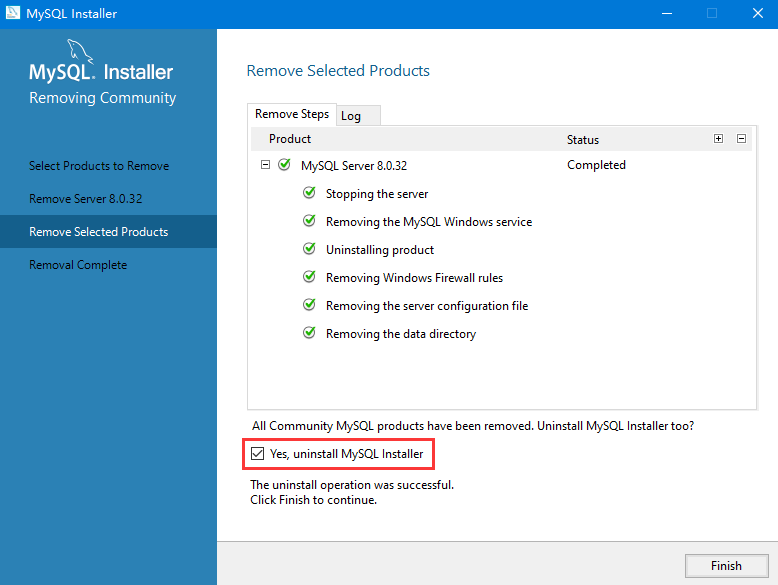 MySQL Installer
MySQL. Installer
Removing Community
Select Products to Remove
Remove Server 8.0.32
Remove Selected Products
Removal Complete
Remove Selected Products
Remove Steps Log
Product Status
MySQL Server 8.0.32 Completed
Stopping the server
Removing the MySQL Windows service
Uninstalling product
Removing Windows Firewall rules
Removing the server configuration file
Removing the data directory
All Community MySQL products have been removed. Uninstall MySQL Installer too?
Yes, uninstall MySQL Installer
The uninstall operation was successful.
Click Finish to continue.
Finish